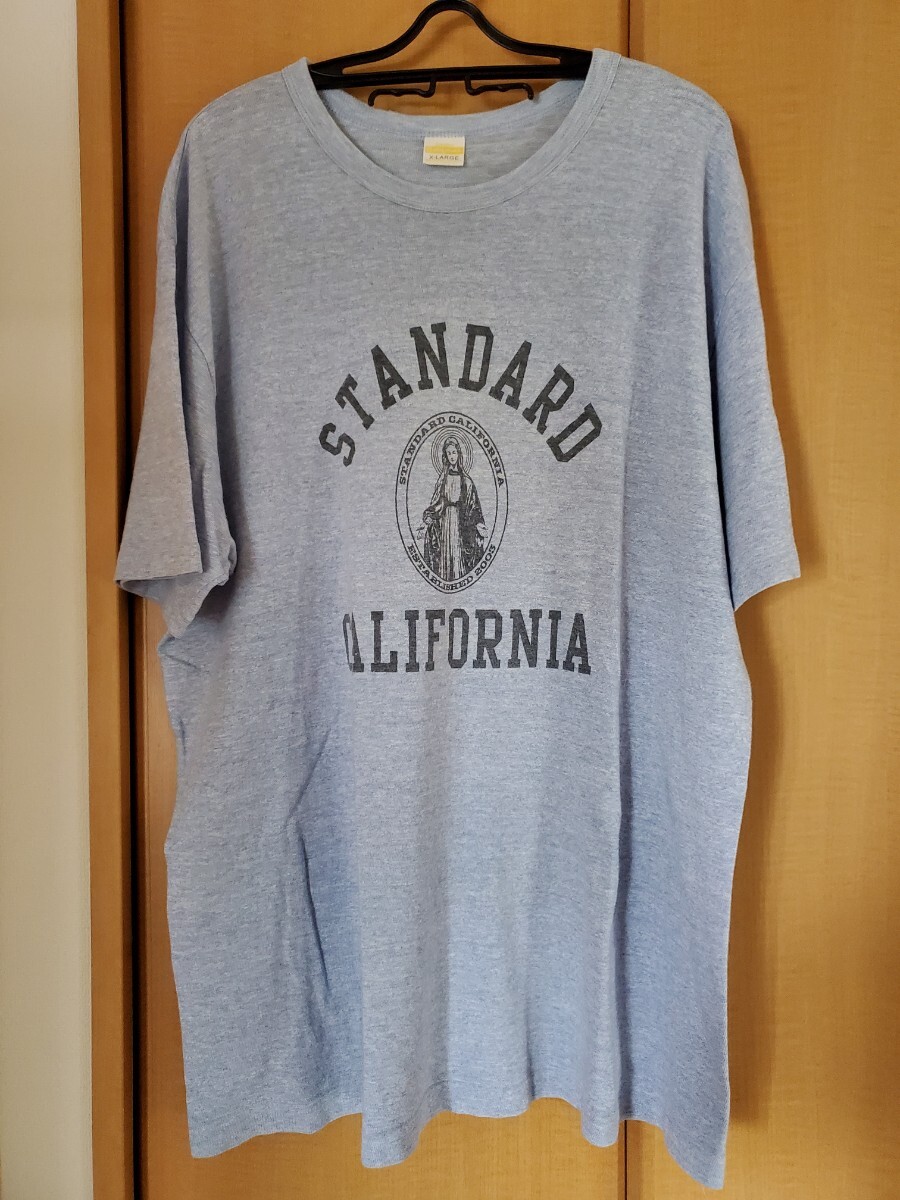 X-LARGE
STANDARD
STANDARD CALIFORNIA
ESTABLISHED 2003
CALIFORNIA